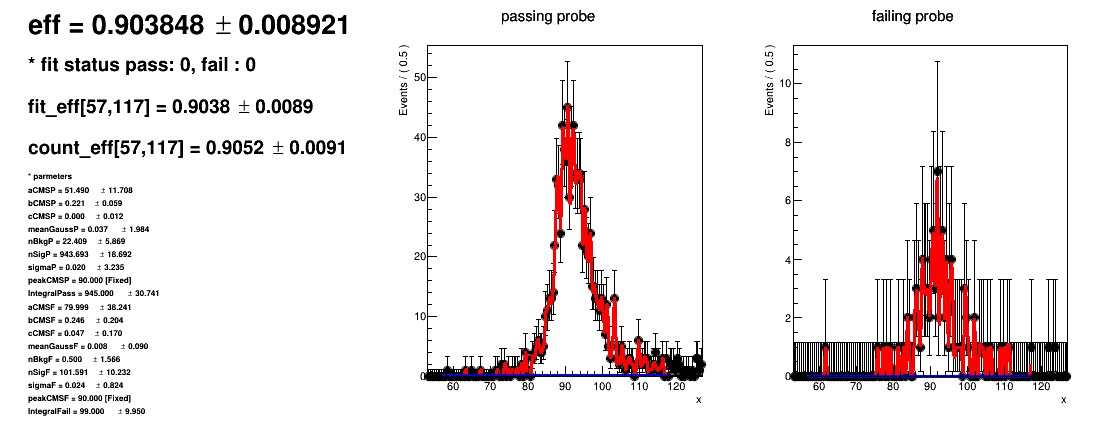 eff = 0.903848 ± 0.008921
* fit status pass: 0, fail : 0
fit_eff[57,117] = 0.9038 ± 0.0089
count_eff[57,117] = 0.9052 ± 0.0091
* parmeters
aCMSP = 51.490 ± 11.708
bCMSP = 0.221 ± 0.059
cCMSP = 0.000 ± 0.012
meanGaussP = 0.037 ± 1.984
nBkgP = 22.409 ± 5.869
nSigP = 943.693 ± 18.692
sigmaP = 0.020 ± 3.235
peakCMSP = 90.000 [Fixed]
IntegralPass = 945.000 ± 30.741
aCMSF = 79.999 ± 38.241
bCMSF = 0.246 ± 0.204
cCMSF = 0.047 ± 0.170
meanGaussF = 0.008 ± 0.090
nBkgF = 0.500 ± 1.566
nSigF = 101.591 ± 10.232
sigmaF = 0.024 ± 0.824
peakCMSF = 90.000 [Fixed]
IntegralFail = 99.000 ± 9.950
passing probe
Events / ( 0.5 )
50
40
30
20
10
0
60 70 80 90 100 110 120
x
failing probe
Events / ( 0.5 )
10
8
6
4
2
0
60 70 80 90 100 110 120
x